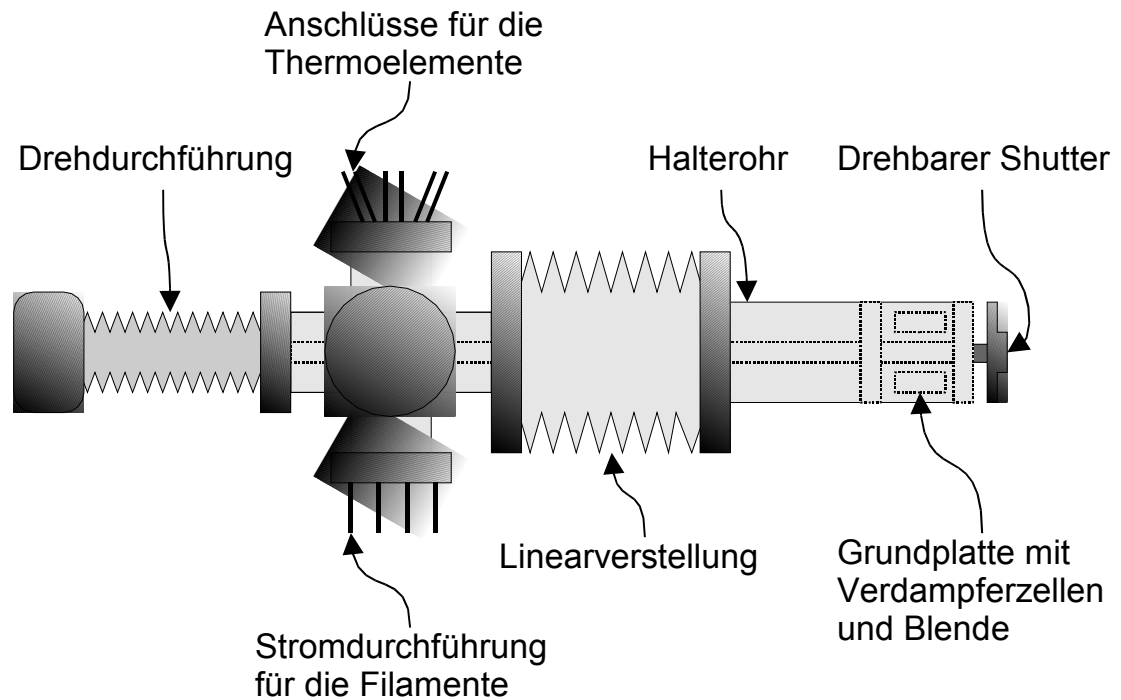 Anschlüsse für die
Thermoelemente
Drehdurchführung
Halterohr
Drehbarer Shutter
Linearverstellung
Grundplatte mit
Verdampferzellen
und Blende
Stromdurchführung
für die Filamente